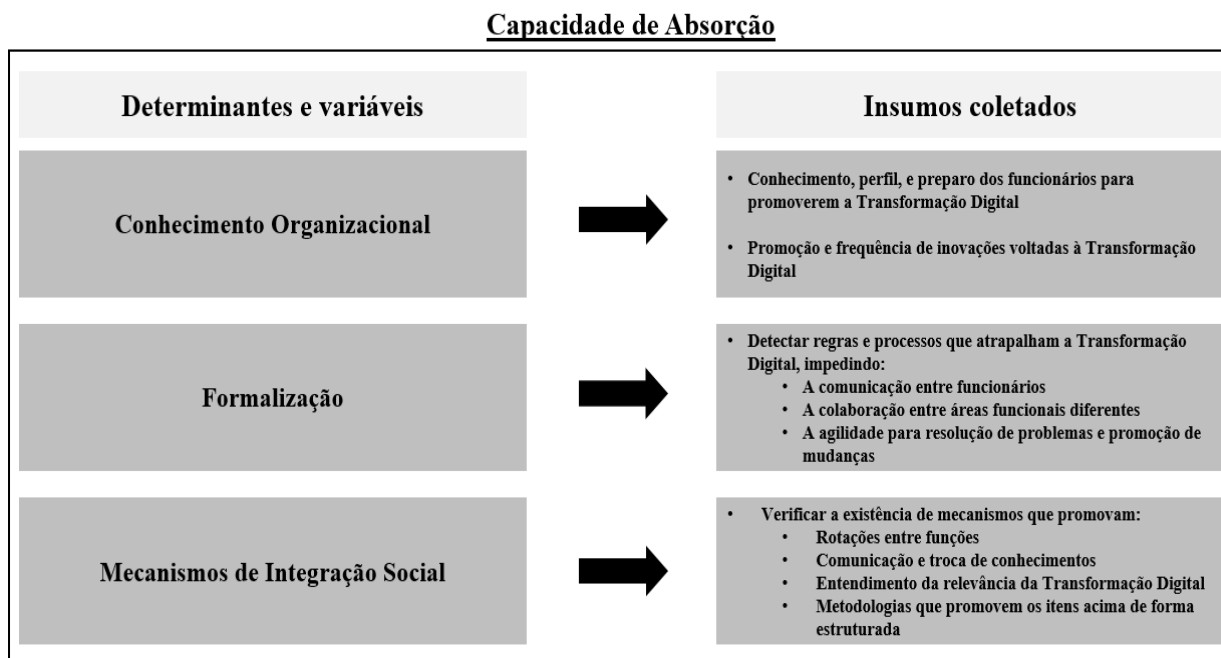 Capacidade de Absorção
Determinantes e variáveis
Insumos coletados
Conhecimento Organizacional
• Conhecimento, perfil, e preparo dos funcionários para
promoverem a Transformação Digital
• Promoção e frequência de inovações voltadas à Transformação
Digital
Formalização
• Detectar regras e processos que atrapalham a Transformação
Digital, impedindo:
• A comunicação entre funcionários
• A colaboração entre áreas funcionais diferentes
• A agilidade para resolução de problemas e promoção de
mudanças
Mecanismos de Integração Social
• Verificar a existência de mecanismos que promovam:
• Rotações entre funções
• Comunicação e troca de conhecimentos
• Entendimento da relevância da Transformação Digital
• Metodologias que promovem os itens acima de forma
estruturada